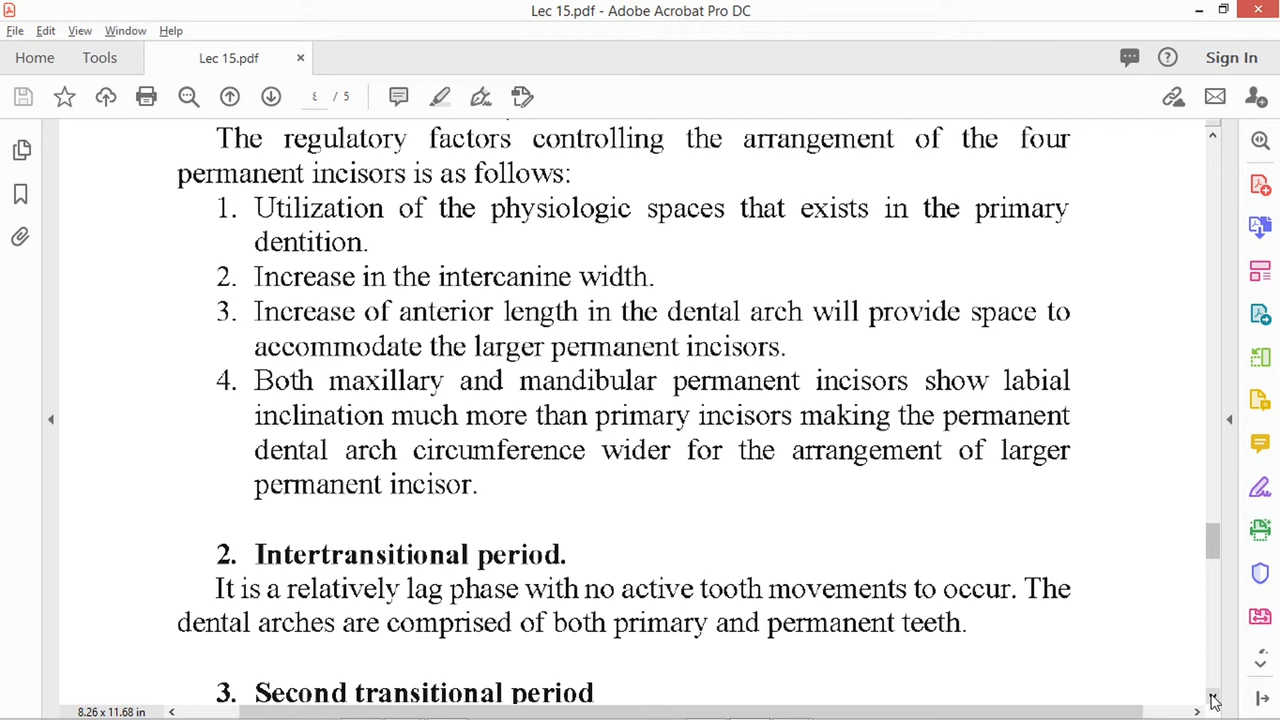 Lec 15.pdf - Adobe Acrobat Pro DC
File Edit View Window Help
Home Tools Lec 15.pdf × Sign In
/ 5
The regulatory factors controlling the arrangement of the four
permanent incisors is as follows:
1. Utilization of the physiologic spaces that exists in the primary
dentition.
2. Increase in the intercanine width.
3. Increase of anterior length in the dental arch will provide space to
accommodate the larger permanent incisors.
4. Both maxillary and mandibular permanent incisors show labial
inclination much more than primary incisors making the permanent
dental arch circumference wider for the arrangement of larger
permanent incisor.
2. Intertransitional period.
It is a relatively lag phase with no active tooth movements to occur. The
dental arches are comprised of both primary and permanent teeth.
3. Second transitional period
8.26 x 11.68 in